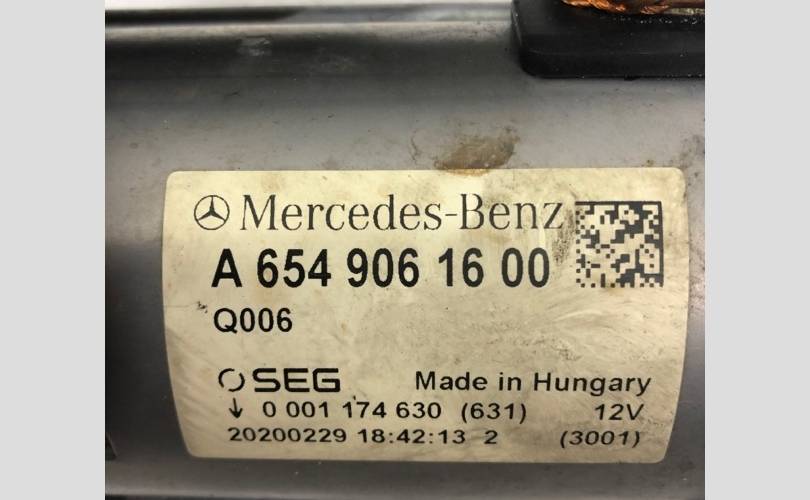 Mercedes-Benz
A 654 906 16 00
Q006
SEG Made in Hungary
↓ 0 001 174 630 (631) 12V
20200229 18:42:13 2 (3001)